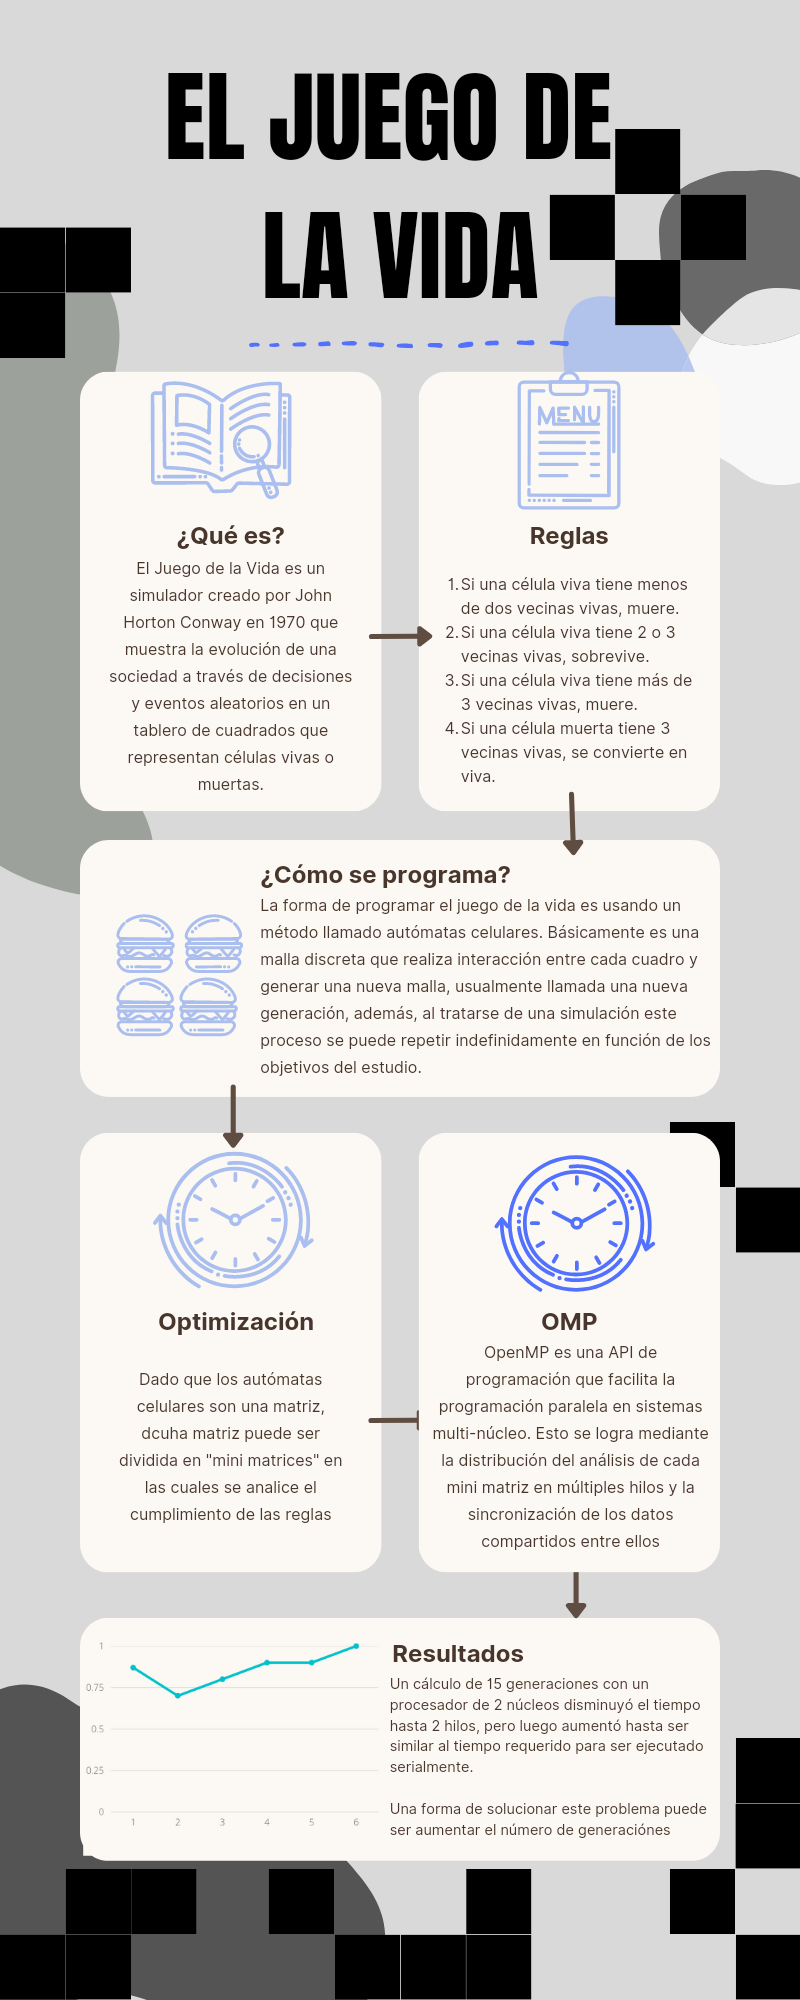 EL JUEGO DE
LA VIDA
¿Qué es?
El Juego de la Vida es un
simulador creado por John
Horton Conway en 1970 que
muestra la evolución de una
sociedad a través de decisiones
y eventos aleatorios en un
tablero de cuadrados que
representan células vivas o
muertas.
MENU
Reglas
1. Si una célula viva tiene menos
de dos vecinas vivas, muere.
2. Si una célula viva tiene 2 o 3
vecinas vivas, sobrevive.
3. Si una célula viva tiene más de
3 vecinas vivas, muere.
4. Si una célula muerta tiene 3
vecinas vivas, se convierte en
viva.
¿Cómo se programa?
La forma de programar el juego de la vida es usando un
método llamado autómatas celulares. Básicamente es una
malla discreta que realiza interacción entre cada cuadro y
generar una nueva malla, usualmente llamada una nueva
generación, además, al tratarse de una simulación este
proceso se puede repetir indefinidamente en función de los
objetivos del estudio.
Optimización
Dado que los autómatas
celulares son una matriz,
dcuha matriz puede ser
dividida en "mini matrices" en
las cuales se analice el
cumplimiento de las reglas
OMP
OpenMP es una API de
programación que facilita la
programación paralela en sistemas
multi-núcleo. Esto se logra mediante
la distribución del análisis de cada
mini matriz en múltiples hilos y la
sincronización de los datos
compartidos entre ellos
1
0.75
0.5
0.25
0
1 2 3 4 5 6
Resultados
Un cálculo de 15 generaciones con un
procesador de 2 núcleos disminuyó el tiempo
hasta 2 hilos, pero luego aumentó hasta ser
similar al tiempo requerido para ser ejecutado
serialmente.
Una forma de solucionar este problema puede
ser aumentar el número de generaciónes